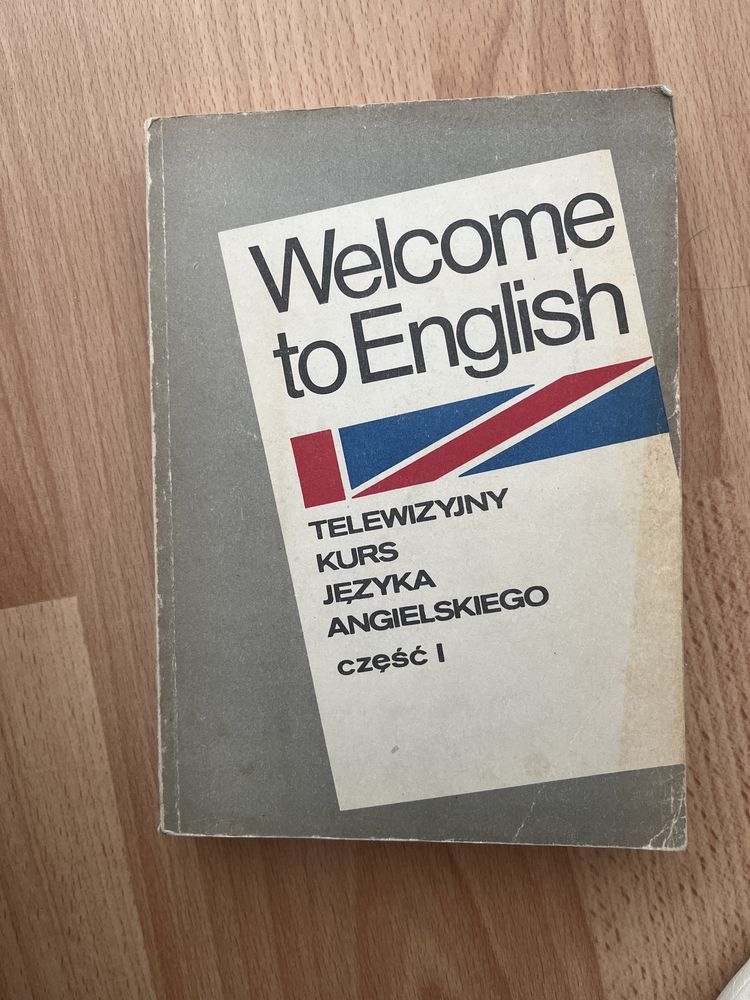 Welcome
to English
TELEWIZYJNY
KURS
JĘZYKA
ANGIELSKIEGO
część I